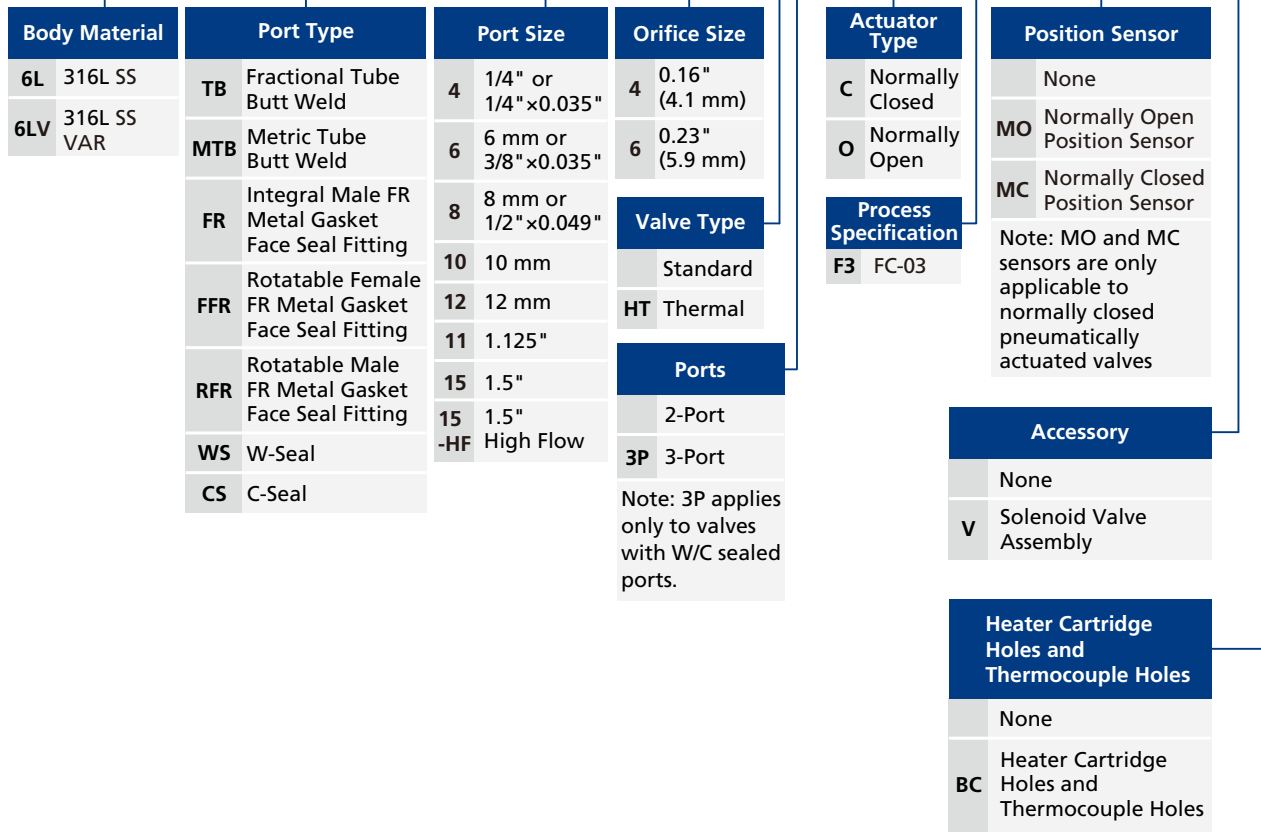 Body Material
6L 316L SS
6LV 316L SS
VAR
Port Type
TB Fractional Tube
Butt Weld
MTB Metric Tube
Butt Weld
FR Integral Male FR
Metal Gasket
Face Seal Fitting
FFR Rotatable Female
FR Metal Gasket
Face Seal Fitting
RFR Rotatable Male
FR Metal Gasket
Face Seal Fitting
WS W-Seal
CS C-Seal
Port Size
4 1/4" or
1/4"×0.035"
6 6 mm or
3/8"×0.035"
8 8 mm or
1/2"×0.049"
10 10 mm
12 12 mm
11 1.125"
15 1.5"
15 1.5"
-HF High Flow
Orifice Size
4 0.16"
(4.1 mm)
6 0.23"
(5.9 mm)
Valve Type
Standard
HT Thermal
Ports
2-Port
3P 3-Port
Note: 3P applies
only to valves
with W/C sealed
ports.
Actuator
Type
C Normally
Closed
O Normally
Open
Process
Specification
F3 FC-03
Position Sensor
None
MO Normally Open
Position Sensor
MC Normally Closed
Position Sensor
Note: MO and MC
sensors are only
applicable to
normally closed
pneumatically
actuated valves
Accessory
None
V Solenoid Valve
Assembly
Heater Cartridge
Holes and
Thermocouple Holes
None
BC Heater Cartridge
Holes and
Thermocouple Holes